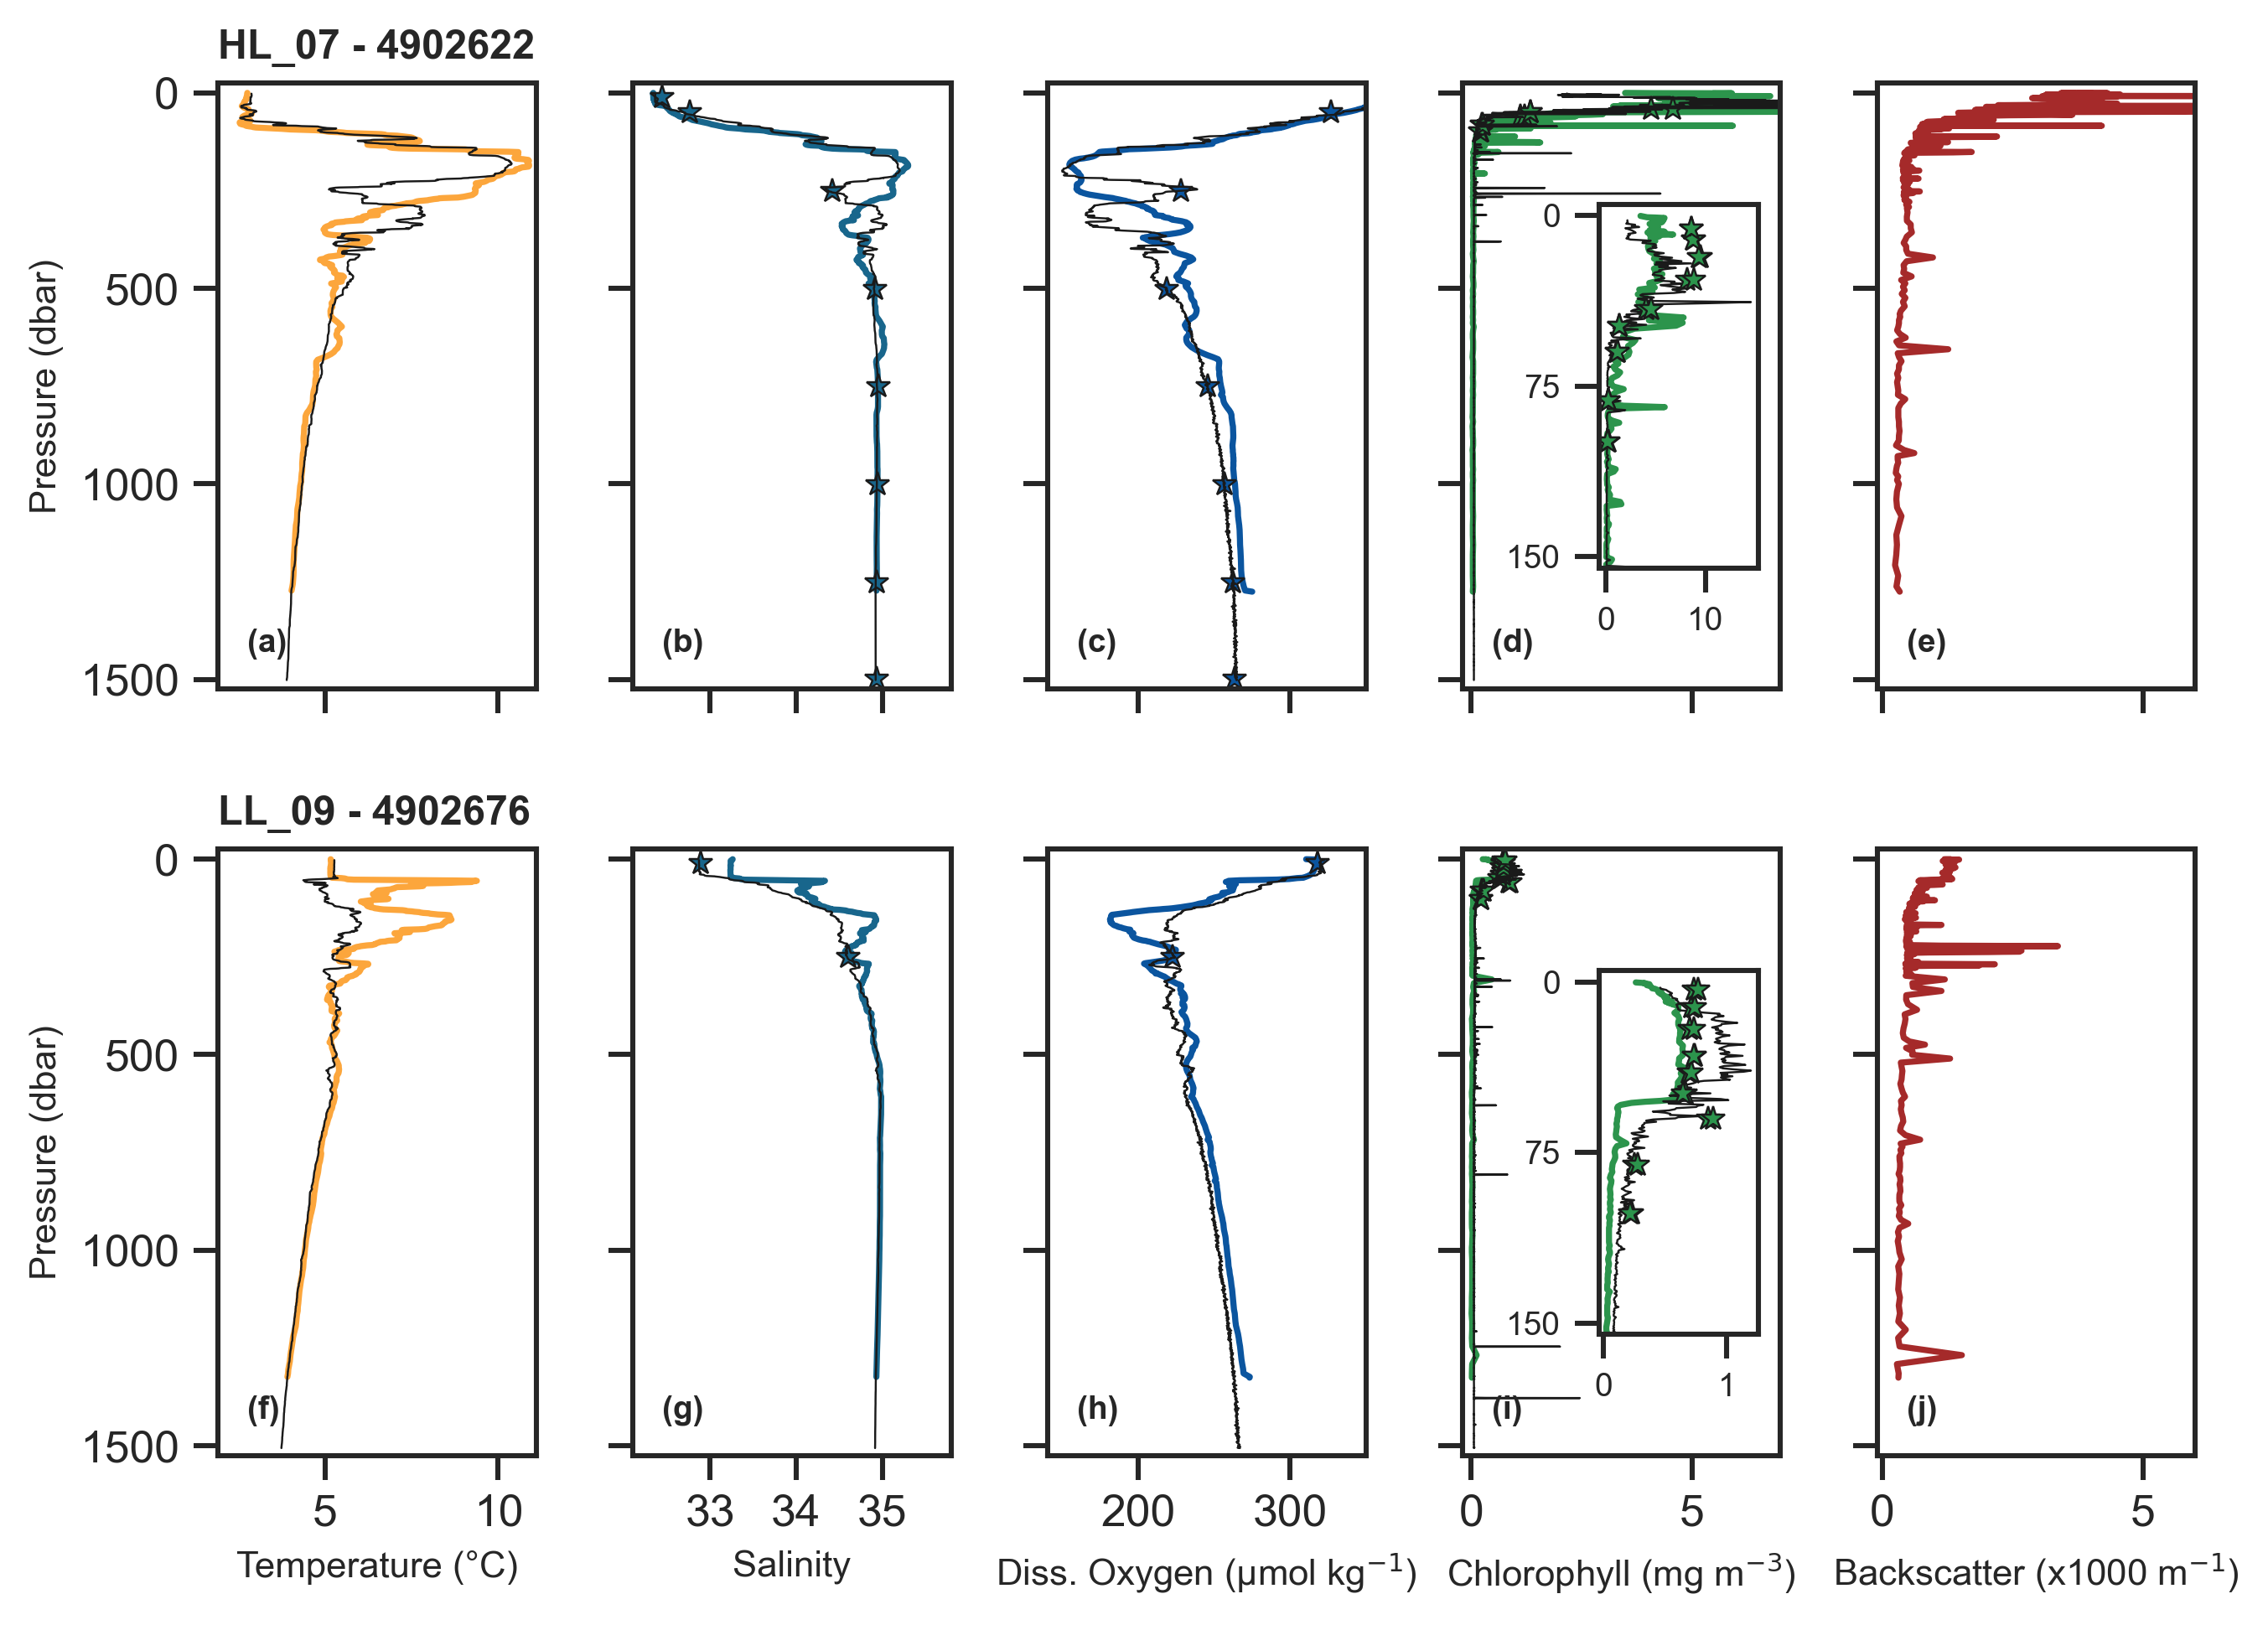 HL_07 - 4902622
0
500
1000
1500
Pressure (dbar)
(a)
(b)
(c)
(d)
0
75
150
0 10
(e)
LL_09 - 4902676
0
500
1000
1500
Pressure (dbar)
(f)
(g)
(h)
(i)
0
75
150
0 1
(j)
5 10
33 34 35
200 300
0 5
0 5
Temperature (°C)
Salinity
Diss. Oxygen (μmol kg⁻¹)
Chlorophyll (mg m⁻³)
Backscatter (x1000 m⁻¹)